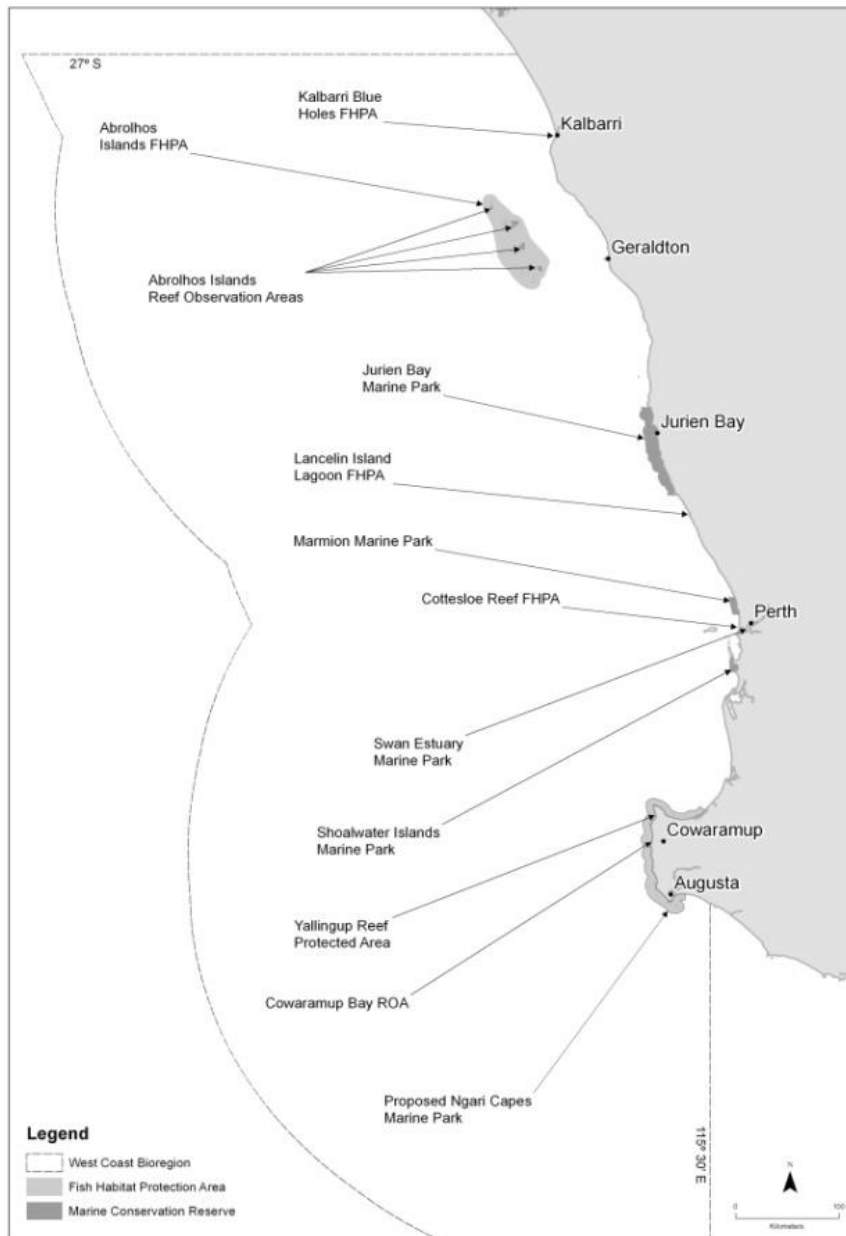 27º S
Kalbarri Blue
Holes FHPA
Kalbarri
Abrolhos
Islands FHPA
Geraldton
Abrolhos Islands
Reef Observation Areas
Jurien Bay
Marine Park
Jurien Bay
Lancelin Island
Lagoon FHPA
Marmion Marine Park
Cottesloe Reef FHPA
Perth
Swan Estuary
Marine Park
Shoalwater Islands
Marine Park
Cowaramup
Augusta
Yallingup Reef
Protected Area
Cowaramup Bay ROA
Proposed Ngari Capes
Marine Park
115º 30' E
Legend
West Coast Bioregion
Fish Habitat Protection Area
Marine Conservation Reserve
N
0 100
Kilometers